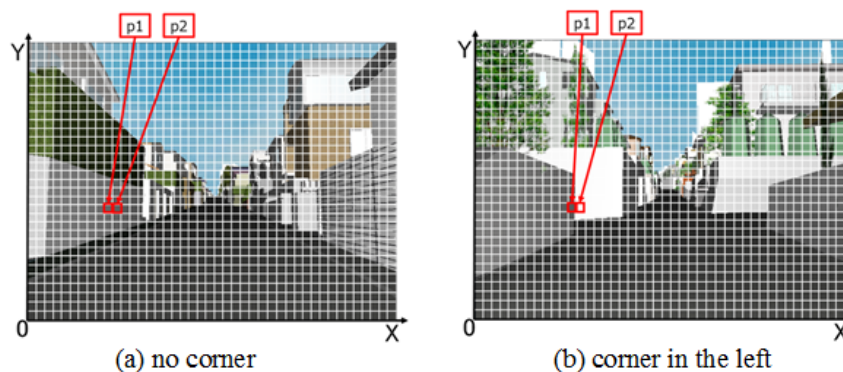 p1 p2 p1 p2
Y Y
0 X 0 X
(a) no corner (b) corner in the left